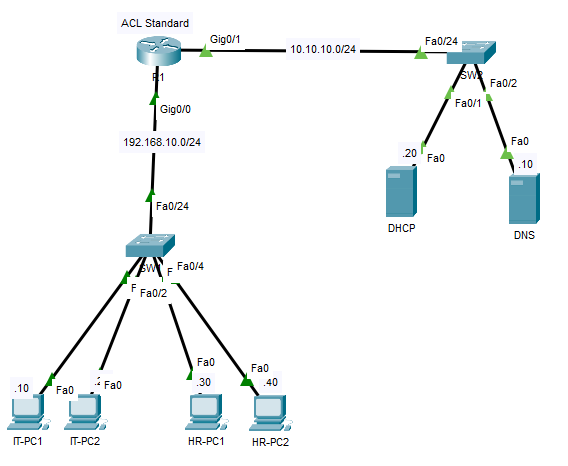 ACL Standard
Gig0/1
10.10.10.0/24
Fa0/24
R1
SW2
Fa0/2
Fa0/1
Gig0/0
192.168.10.0/24
Fa0
.20
Fa0
.10
Fa0/24
DHCP
DNS
SW1
Fa0/4
F
F
Fa0/2
Fa0
Fa0
.10
Fa0
Fa0
.30
.40
IT-PC1
IT-PC2
HR-PC1
HR-PC2